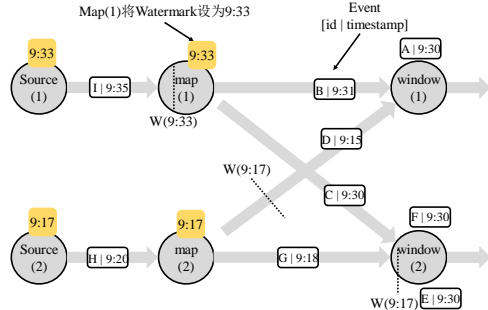 Map(1)将Watermark设为9:33
Event
[id | timestamp]
9:33
9:33
A | 9:30
Source
(1)
I | 9:35
map
(1)
B | 9:31
window
(1)
W(9:33)
D | 9:15
W(9:17)
C | 9:30
9:17
9:17
F | 9:30
Source
(2)
H | 9:20
map
(2)
G | 9:18
window
(2)
W(9:17)
E | 9:30